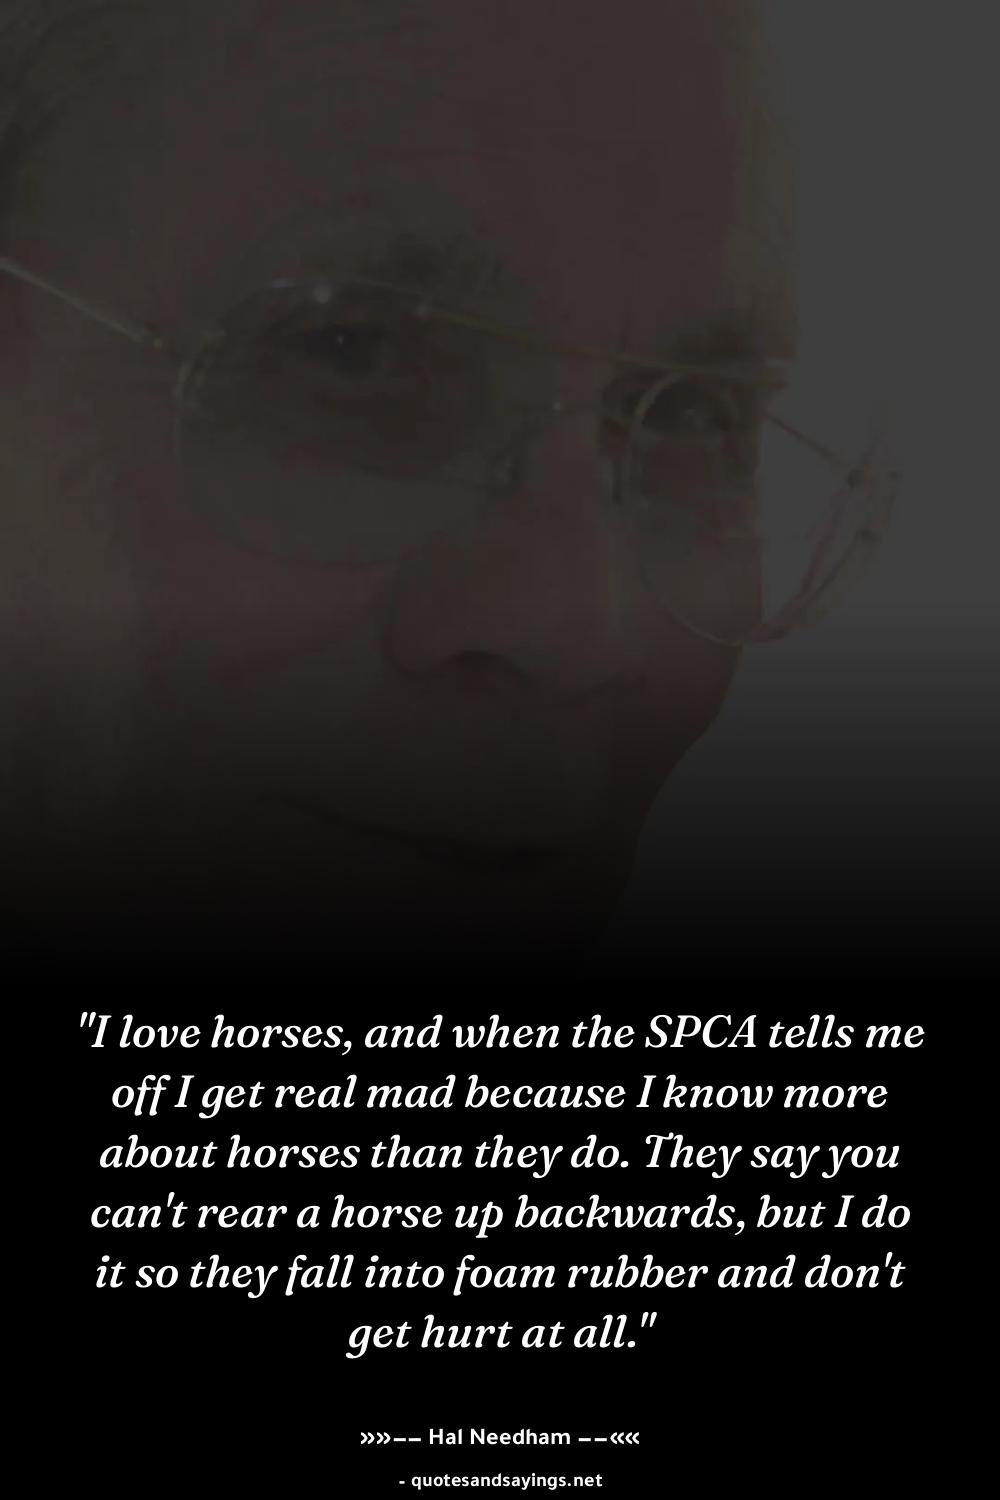 "I love horses, and when the SPCA tells me
off I get real mad because I know more
about horses than they do. They say you
can't rear a horse up backwards, but I do
it so they fall into foam rubber and don't
get hurt at all."
»»–– Hal Needham ––««
- quotesandsayings.net